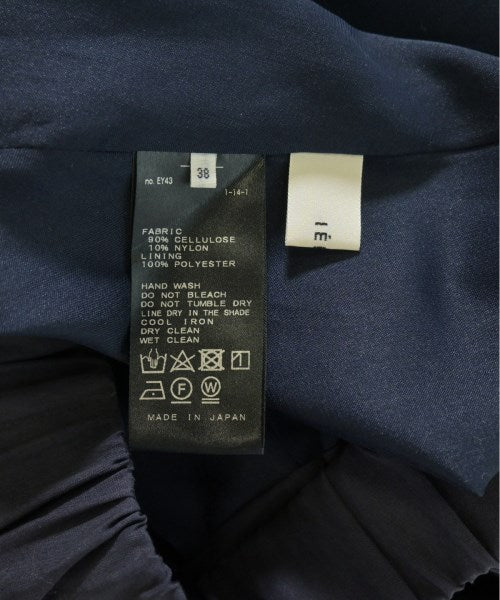 no. EY43
38
1-14-1
FABRIC
90% CELLULOSE
10% NYLON
LINING
100% POLYESTER
HAND WASH
DO NOT BLEACH
DO NOT TUMBLE DRY
LINE DRY IN THE SHADE
COOL IRON
DRY CLEAN
WET CLEAN
F
W
MADE IN JAPAN